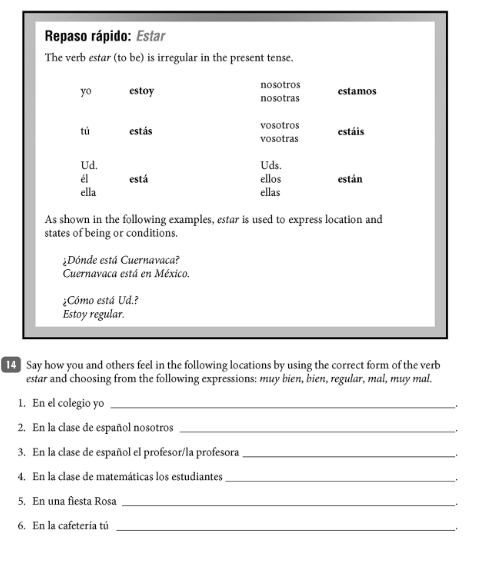 Repaso rápido: Estar
The verb estar (to be) is irregular in the present tense.
yo estoy nosotros nosotras estamos
tú estás vosotros vosotras estáis
Ud. él ella está Uds. ellos ellas están
As shown in the following examples, estar is used to express location and
states of being or conditions.
¿Dónde está Cuernavaca?
Cuernavaca está en México.
¿Cómo está Ud.?
Estoy regular.
14 Say how you and others feel in the following locations by using the correct form of the verb
estar and choosing from the following expressions: muy bien, bien, regular, mal, muy mal.
1. En el colegio yo ______.
2. En la clase de español nosotros ______.
3. En la clase de español el profesor/la profesora ______.
4. En la clase de matemáticas los estudiantes ______.
5. En una fiesta Rosa ______.
6. En la cafetería tú ______.